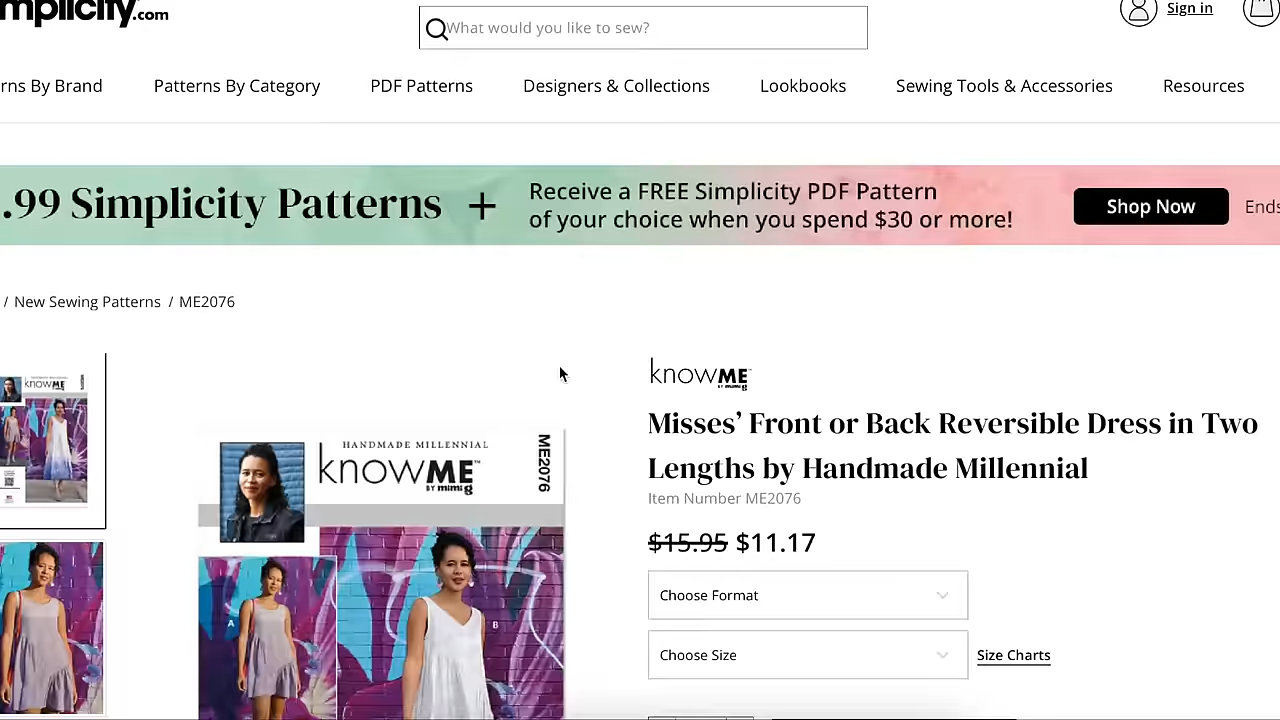 mplicity.com
What would you like to sew?
Sign in
rns By Brand
Patterns By Category
PDF Patterns
Designers & Collections
Lookbooks
Sewing Tools & Accessories
Resources
.99 Simplicity Patterns +
Receive a FREE Simplicity PDF Pattern
of your choice when you spend $30 or more!
Shop Now
Ends
/ New Sewing Patterns / ME2076
knowME
BY mimi g
Misses’ Front or Back Reversible Dress in Two
Lengths by Handmade Millennial
Item Number ME2076
$15.95 $11.17
Choose Format
Choose Size
Size Charts
knowME
HANDMADE MILLENNIAL
knowME™
BY mimi g
ME2076
A
B